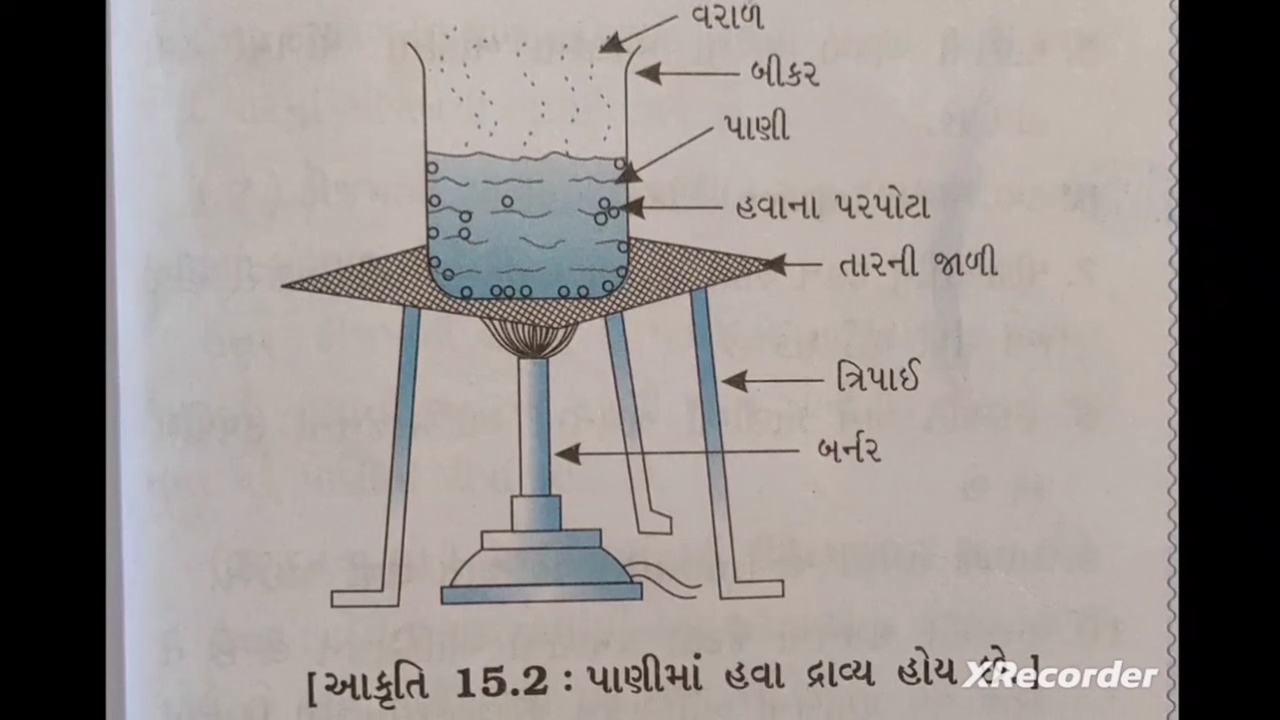 વરાળ
બીકર
પાણી
હવાના પરપોટા
તારની જાળી
ત્રિપાઈ
બર્નર
[આકૃતિ 15.2 : પાણીમાં હવા દ્રાવ્ય હોય છે.]
XRecorder